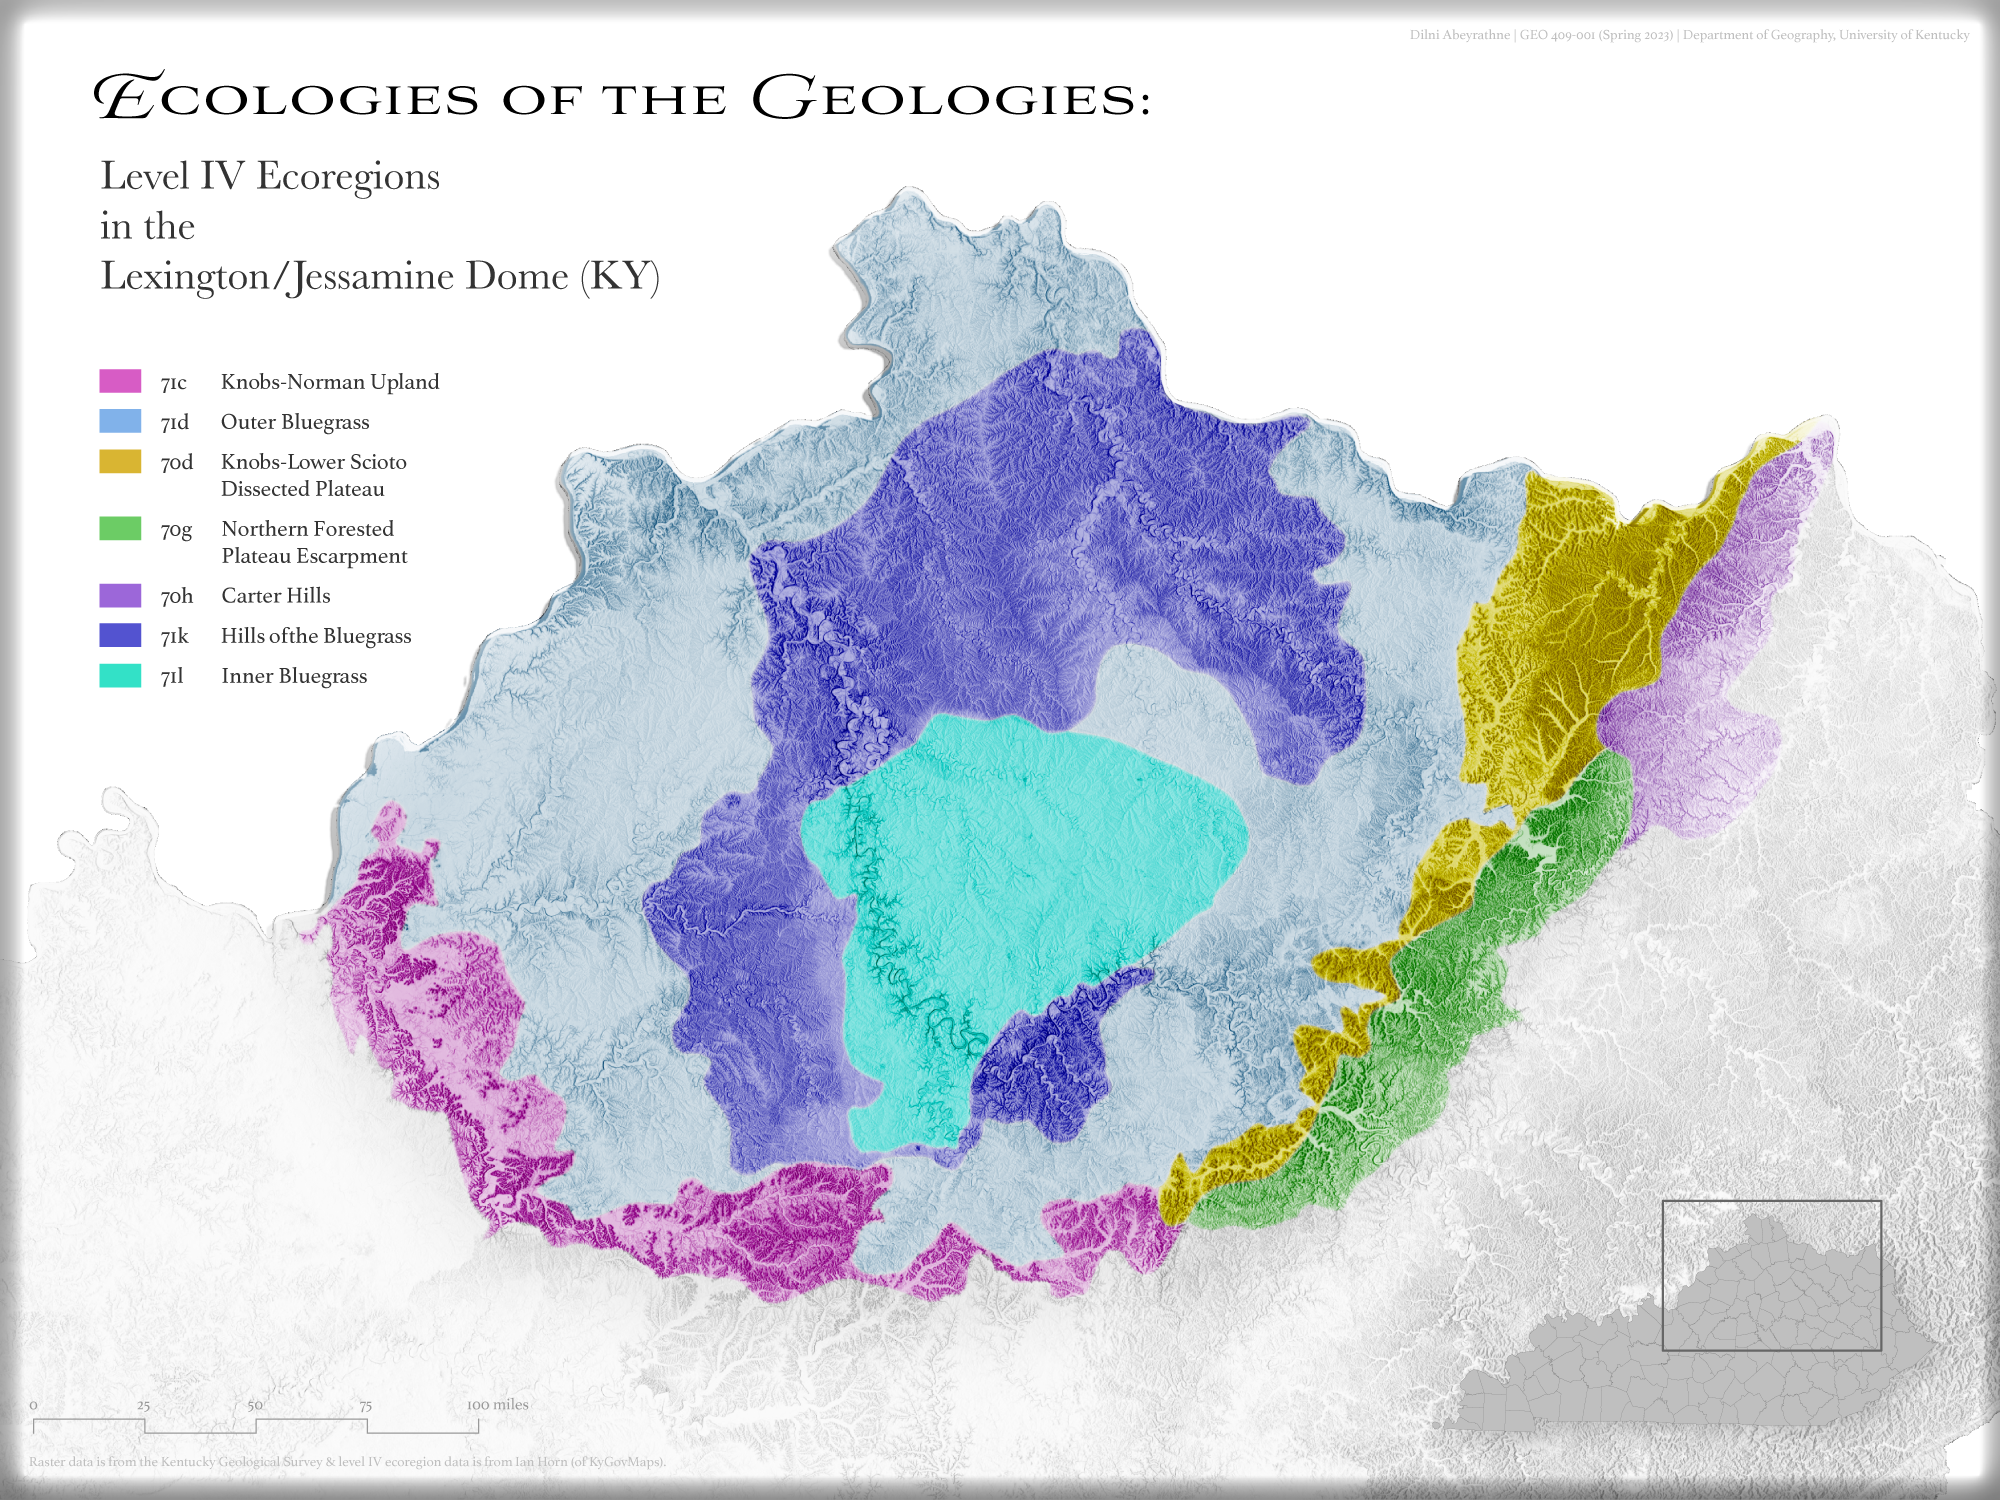 Dilni Abeyrathne | GEO 409-001 (Spring 2023) | Department of Geography, University of Kentucky
Ecologies of the Geologies:
Level IV Ecoregions
in the
Lexington/Jessamine Dome (KY)
71c Knobs-Norman Upland
71d Outer Bluegrass
70d Knobs-Lower Scioto
Dissected Plateau
70g Northern Forested
Plateau Escarpment
70h Carter Hills
71k Hills ofthe Bluegrass
71l Inner Bluegrass
0 25 50 75 100 miles
Raster data is from the Kentucky Geological Survey & level IV ecoregion data is from Ian Horn (of KyGovMaps).